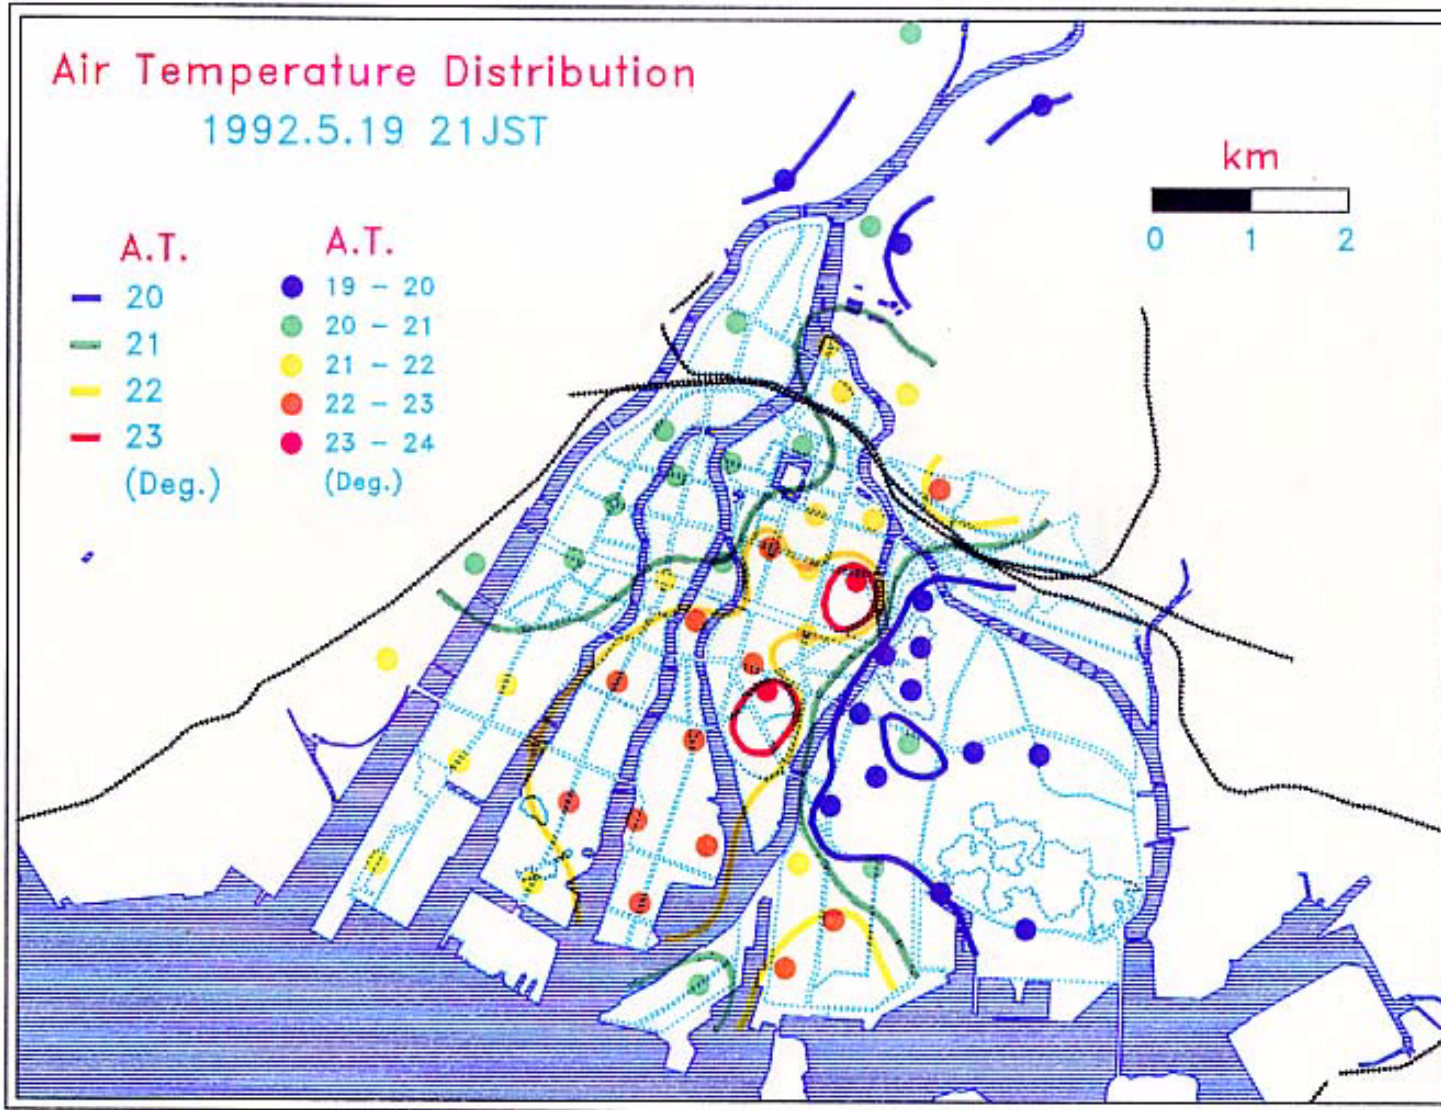 Air Temperature Distribution
1992.5.19 21JST
km
0 1 2
A.T.
20
21
22
23
(Deg.)
A.T.
19 - 20
20 - 21
21 - 22
22 - 23
23 - 24
(Deg.)